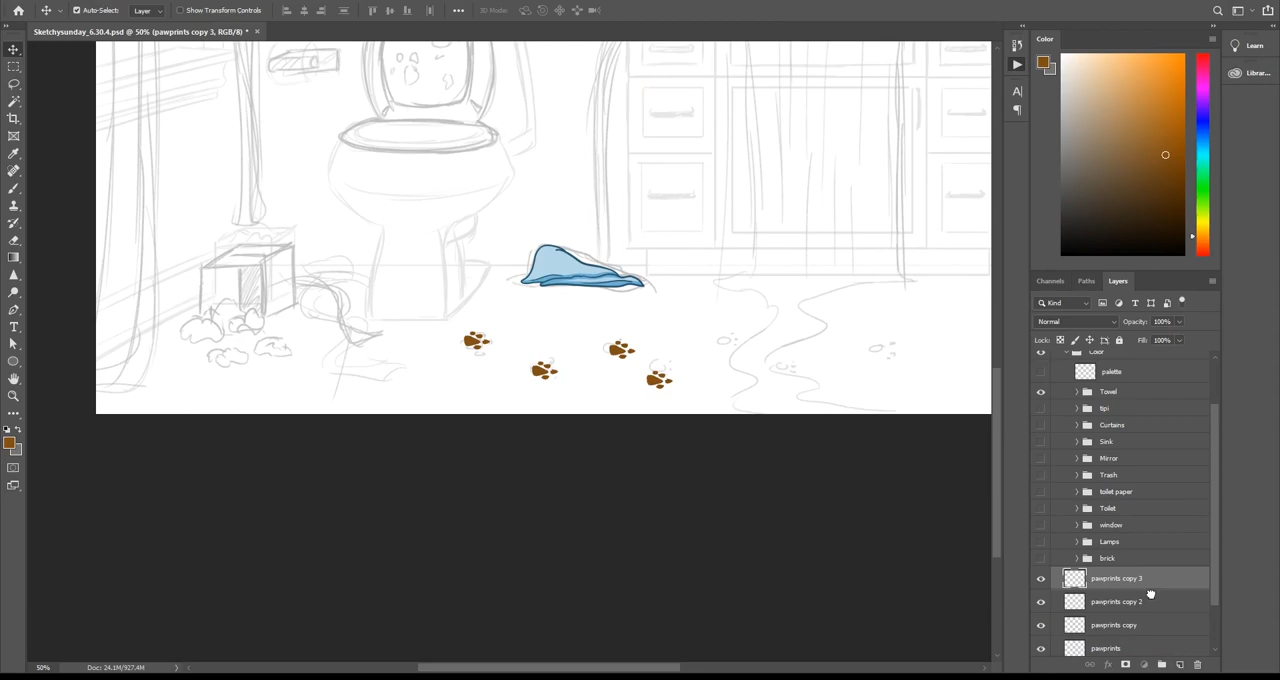 Auto-Select: Layer Show Transform Controls 3D Mode:
Sketchysunday_6.30.4.psd @ 50% (pawprints copy 3, RGB/8) *
Color
Learn
Librar...
Channels Paths Layers
Kind
Normal Opacity: 100%
Lock: Fill: 100%
Color
palette
Towel
tipi
Curtains
Sink
Mirror
Trash
toilet paper
Toilet
window
Lamps
brick
pawprints copy 3
pawprints copy 2
pawprints copy
pawprints
50% Doc: 24.1M/927.4M